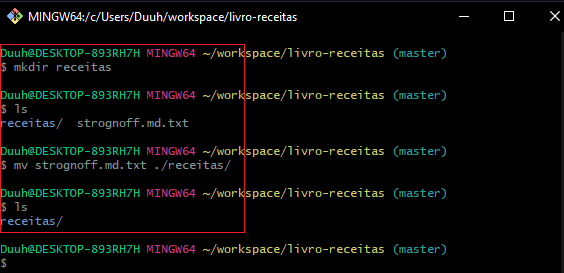 MINGW64:/c/Users/Duuh/workspace/livro-receitas
Duuh@DESKTOP-893RH7H MINGW64 ~/workspace/livro-receitas (master)
$ mkdir receitas
Duuh@DESKTOP-893RH7H MINGW64 ~/workspace/livro-receitas (master)
$ ls
receitas/  strognoff.md.txt
Duuh@DESKTOP-893RH7H MINGW64 ~/workspace/livro-receitas (master)
$ mv strognoff.md.txt ./receitas/
Duuh@DESKTOP-893RH7H MINGW64 ~/workspace/livro-receitas (master)
$ ls
receitas/
Duuh@DESKTOP-893RH7H MINGW64 ~/workspace/livro-receitas (master)
$